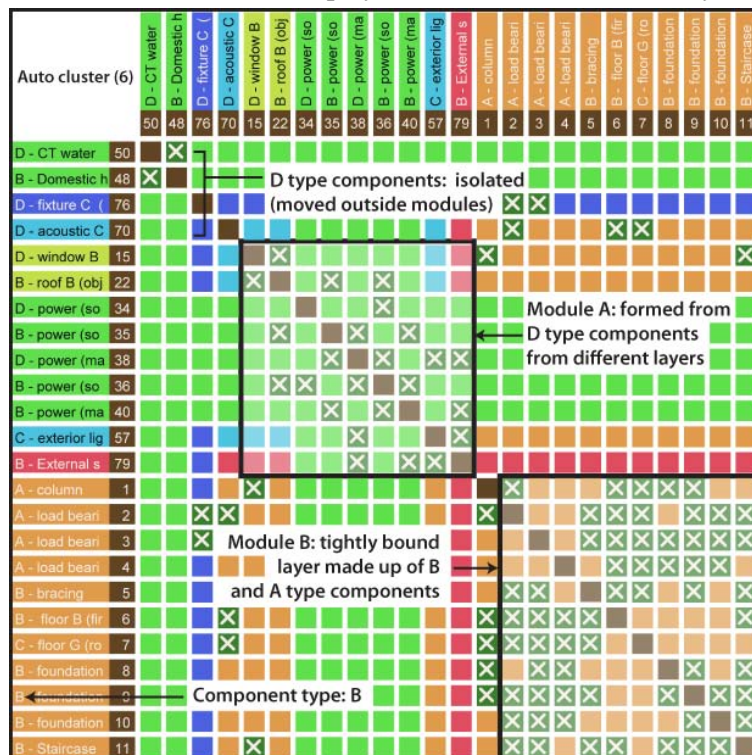 Auto cluster (6)
D - CT water
B - Domestic h
D - fixture C (
D - acoustic C
D - window B
B - roof B (obj
D - power (so
B - power (so
D - power (ma
B - power (so
B - power (ma
C - exterior lig
B - External s
A - column
A - load beari
A - load beari
A - load beari
B - bracing
B - floor B (fir
C - floor G (ro
B - foundation
B - foundation
B - foundation
B - Staircase
50 48 76 70 15 22 34 35 38 36 40 57 79 1 2 3 4 5 6 7 8 9 10 11
D - CT water 50
B - Domestic h 48
D - fixture C ( 76
D - acoustic C 70
D - window B 15
B - roof B (obj 22
D - power (so 34
B - power (so 35
D - power (ma 38
B - power (so 36
B - power (ma 40
C - exterior lig 57
B - External s 79
A - column 1
A - load beari 2
A - load beari 3
A - load beari 4
B - bracing 5
B - floor B (fir 6
C - floor G (ro 7
B - foundation 8
B - foundation 9
B - foundation 10
B - Staircase 11
D type components: isolated
(moved outside modules)
Module A: formed from
D type components
from different layers
Module B: tightly bound
layer made up of B
and A type components
Component type: B